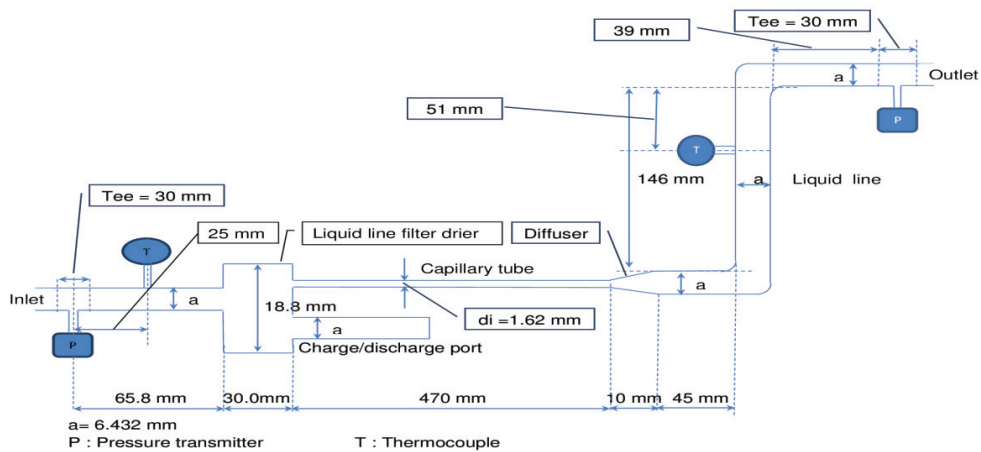 39 mm
Tee = 30 mm
a
Outlet
P
51 mm
T
146 mm
a
Liquid line
Tee = 30 mm
25 mm
Liquid line filter drier
Diffuser
T
Capillary tube
Inlet
a
18.8 mm
a
di =1.62 mm
a
P
Charge/discharge port
65.8 mm
30.0mm
470 mm
10 mm
45 mm
a= 6.432 mm
P : Pressure transmitter
T : Thermocouple